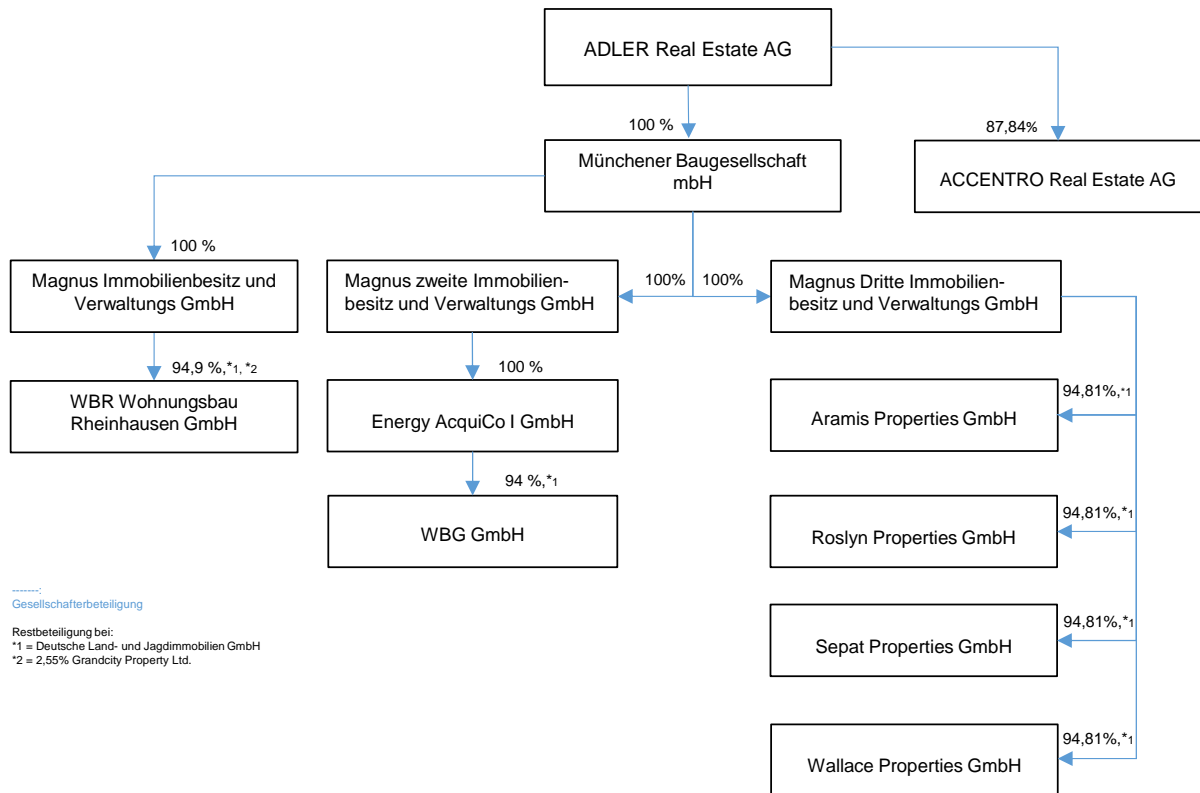 ADLER Real Estate AG
100 %
87,84%
Münchener Baugesellschaft
mbH
ACCENTRO Real Estate AG
100 %
Magnus Immobilienbesitz und
Verwaltungs GmbH
Magnus zweite Immobilien-
besitz und Verwaltungs GmbH
100%
100%
Magnus Dritte Immobilien-
besitz und Verwaltungs GmbH
94,9 %,*1, *2
100 %
WBR Wohnungsbau
Rheinhausen GmbH
Energy AcquiCo I GmbH
94,81%,*1
Aramis Properties GmbH
94 %,*1
WBG GmbH
94,81%,*1
Roslyn Properties GmbH
-------:
Gesellschafterbeteiligung
Restbeteiligung bei:
*1 = Deutsche Land- und Jagdimmobilien GmbH
*2 = 2,55% Grandcity Property Ltd.
94,81%,*1
Sepat Properties GmbH
94,81%,*1
Wallace Properties GmbH